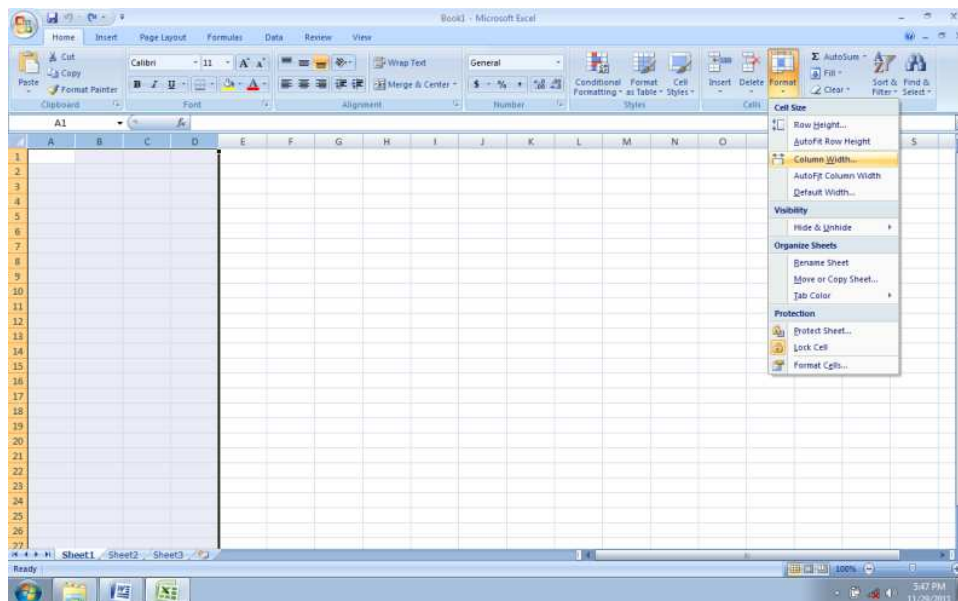 Book1 - Microsoft Excel
Home Insert Page Layout Formulas Data Review View
Paste
Cut
Copy
Format Painter
Clipboard
Calibri 11 A A
B I U A
Font
Wrap Text
Merge & Center
Alignment
General
$ % ,
Number
Conditional Formatting
Format as Table
Cell Styles
Styles
Insert Delete Format
Cells
Σ AutoSum
Fill
Clear
Sort & Filter
Find & Select
A1 fx
A B C D E F G H I J K L M N O S
1
2
3
4
5
6
7
8
9
10
11
12
13
14
15
16
17
18
19
20
21
22
23
24
25
26
27
Cell Size
Row Height...
AutoFit Row Height
Column Width...
AutoFit Column Width
Default Width...
Visibility
Hide & Unhide
Organize Sheets
Rename Sheet
Move or Copy Sheet...
Tab Color
Protection
Protect Sheet...
Lock Cell
Format Cells...
Sheet1 Sheet2 Sheet3
Ready 100%
5:47 PM